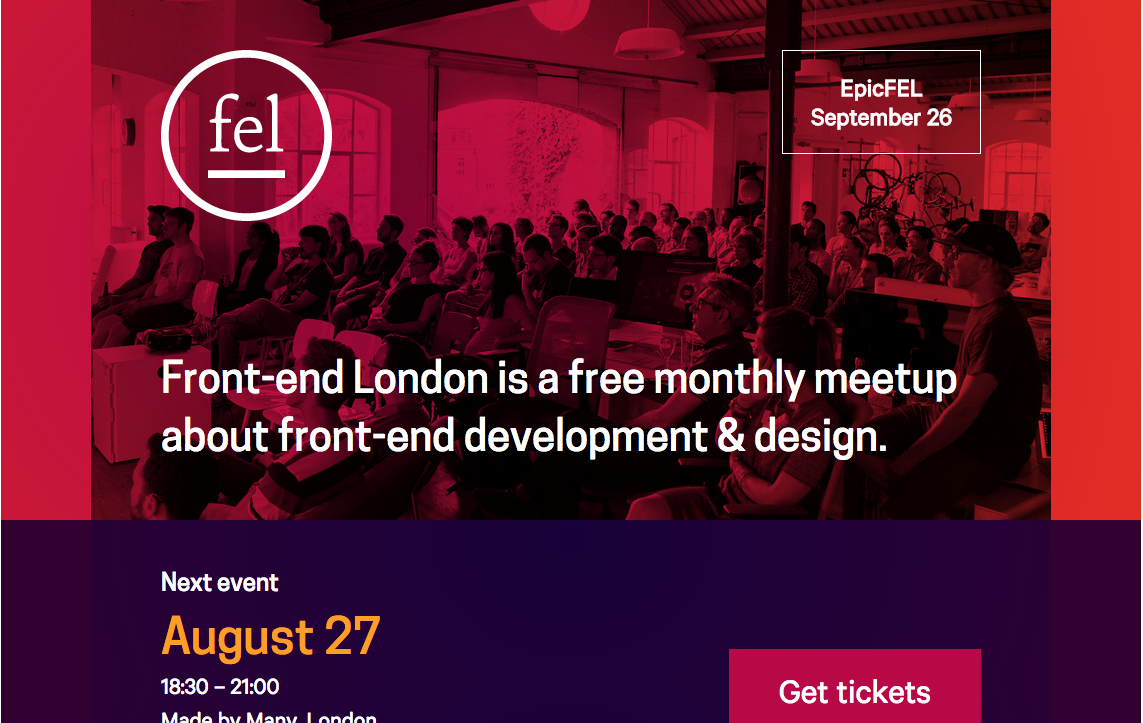 fel
EpicFEL
September 26
Front-end London is a free monthly meetup
about front-end development & design.
Next event
August 27
18:30 – 21:00
Made by Many, London
Get tickets